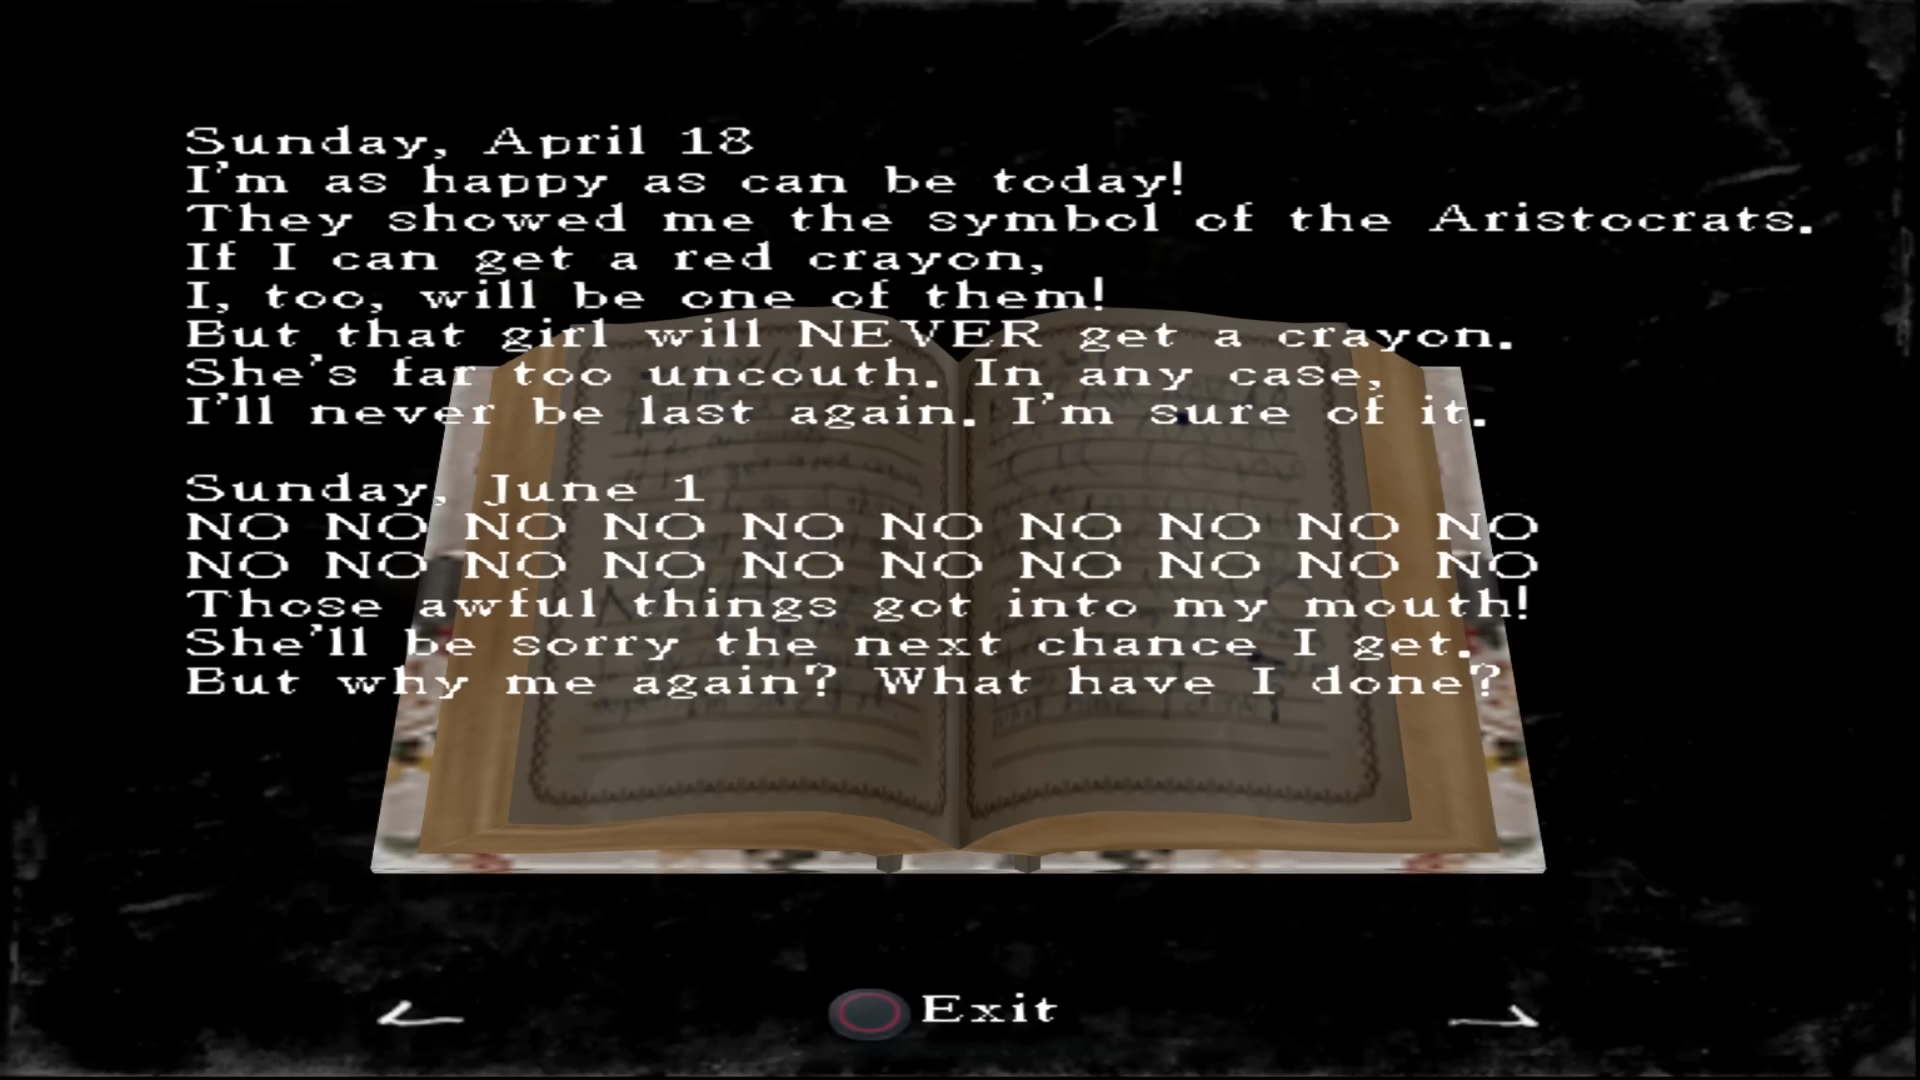 Sunday, April 18
I'm as happy as can be today!
They showed me the symbol of the Aristocrats.
If I can get a red crayon,
I, too, will be one of them!
But that girl will NEVER get a crayon.
She's far too uncouth. In any case,
I'll never be last again. I'm sure of it.
Sunday, June 1
NO NO NO NO NO NO NO NO NO NO
NO NO NO NO NO NO NO NO NO NO
Those awful things got into my mouth!
She'll be sorry the next chance I get.
But why me again? What have I done?
Exit